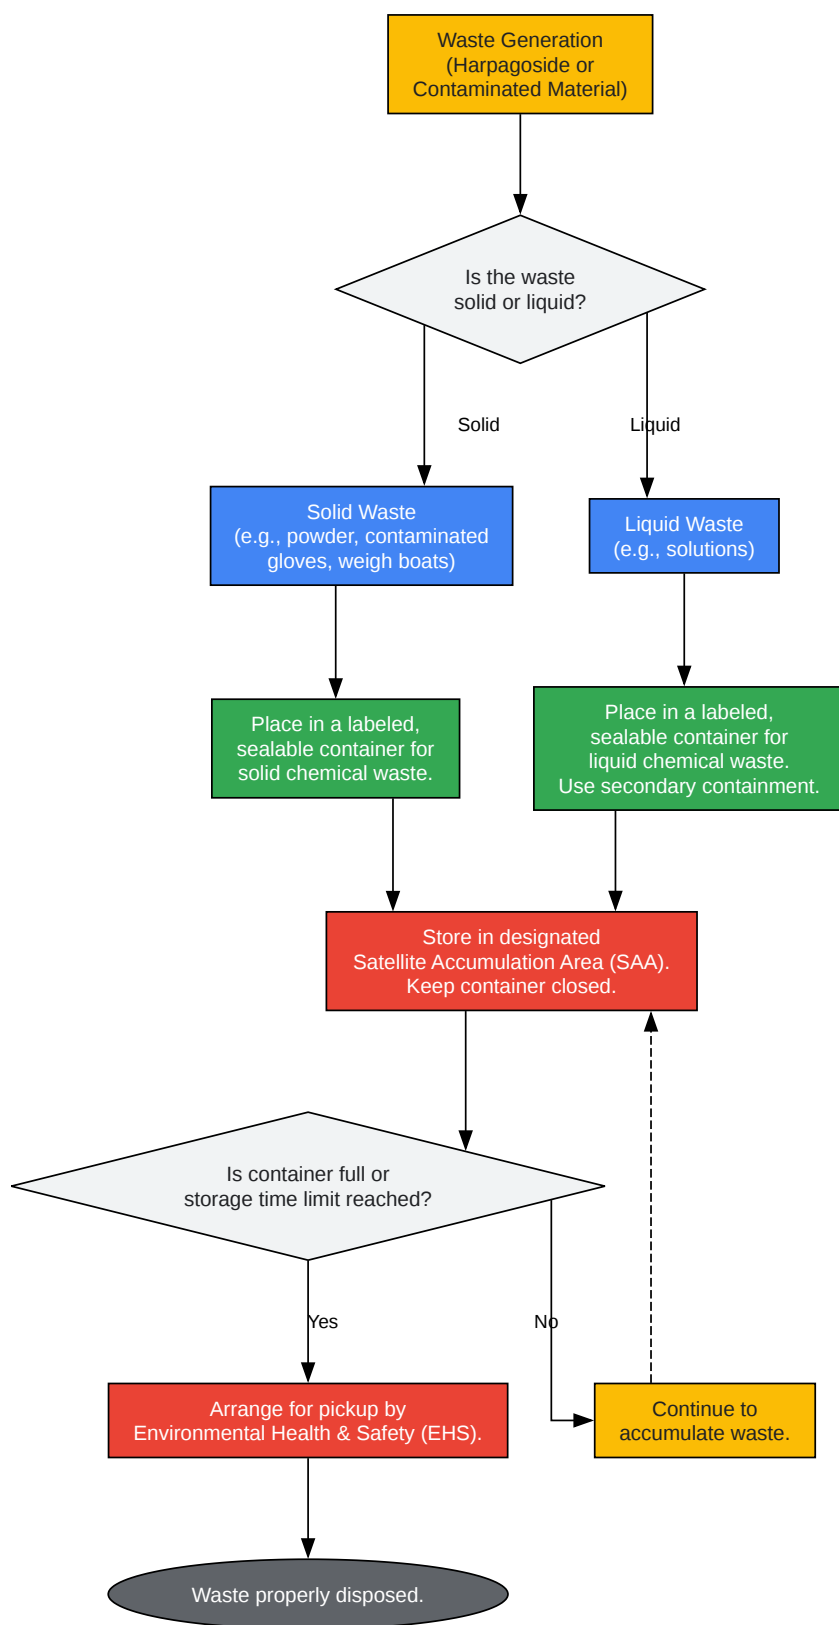 Waste Generation
(Harpagoside or
Contaminated Material)
Is the waste
solid or liquid?
Solid
Liquid
Solid Waste
(e.g., powder, contaminated
gloves, weigh boats)
Liquid Waste
(e.g., solutions)
Place in a labeled,
sealable container for
solid chemical waste.
Place in a labeled,
sealable container for
liquid chemical waste.
Use secondary containment.
Store in designated
Satellite Accumulation Area (SAA).
Keep container closed.
Is container full or
storage time limit reached?
Yes
No
Arrange for pickup by
Environmental Health & Safety (EHS).
Continue to
accumulate waste.
Waste properly disposed.